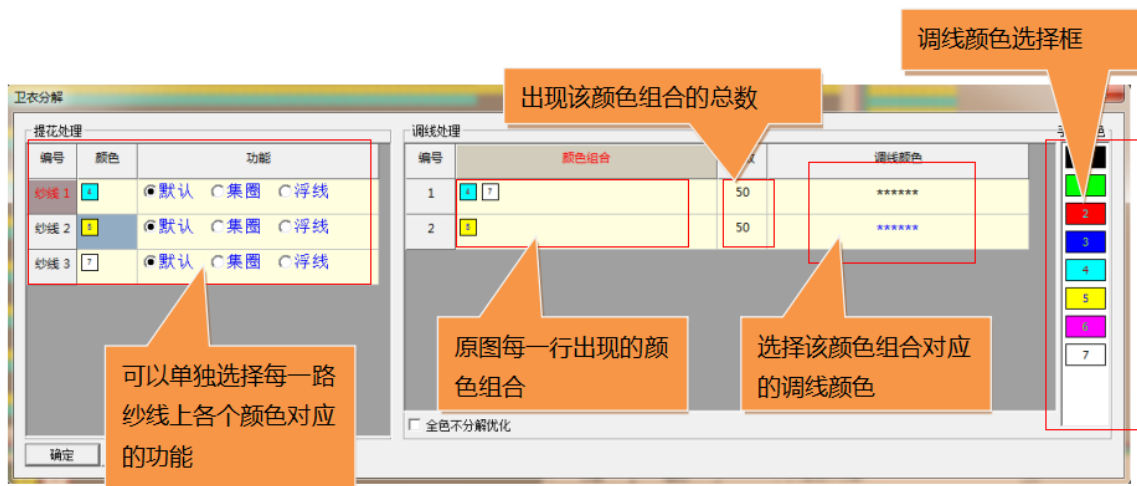 调线颜色选择框
出现该颜色组合的总数
卫衣分解
提花处理
编号 颜色 功能
纱线 1 4 默认 集圈 浮线
纱线 2 5 默认 集圈 浮线
纱线 3 7 默认 集圈 浮线
调线处理
编号 颜色组合 数 调线颜色
1 4 7 50 ******
2 5 50 ******
色
2
3
4
5
6
7
原图每一行出现的颜
色组合
选择该颜色组合对应
的调线颜色
可以单独选择每一路
纱线上各个颜色对应
的功能
全色不分解优化
确定